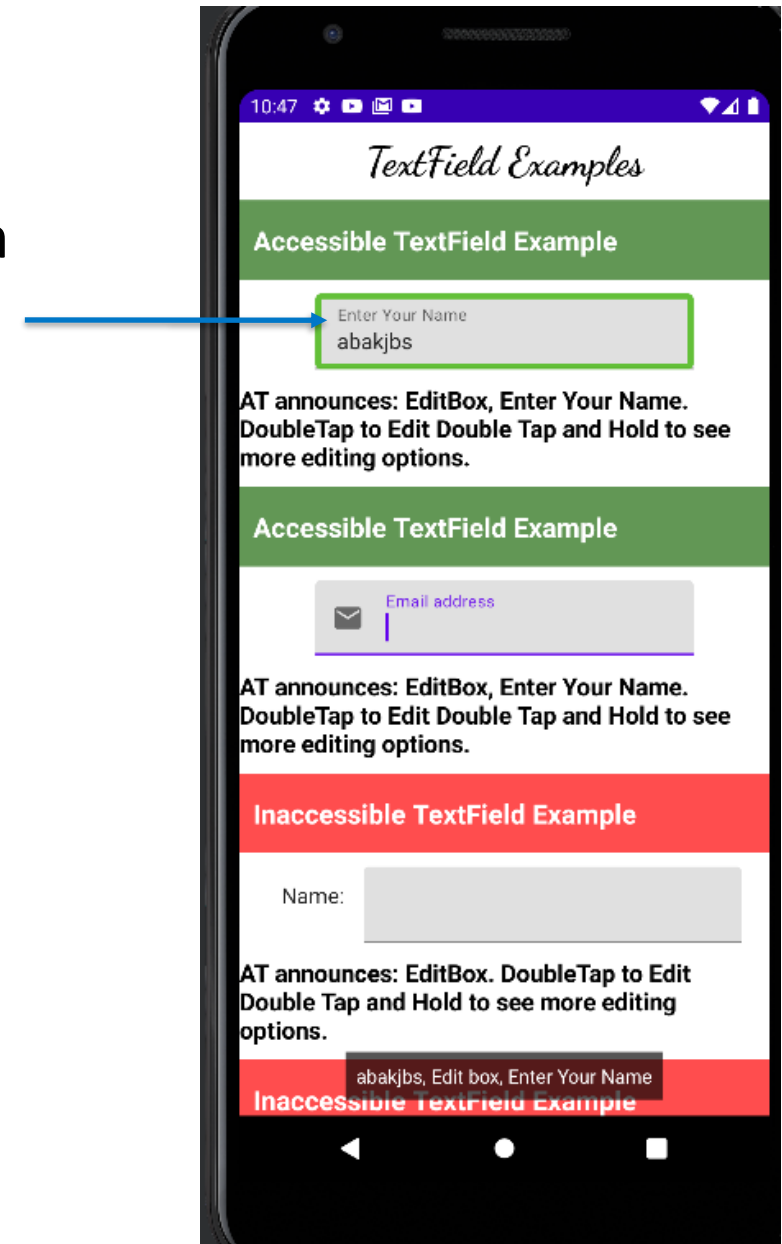 10:47
TextField Examples
Accessible TextField Example
Enter Your Name
abakjbs
AT announces: EditBox, Enter Your Name.
DoubleTap to Edit Double Tap and Hold to see
more editing options.
Accessible TextField Example
Email address
AT announces: EditBox, Enter Your Name.
DoubleTap to Edit Double Tap and Hold to see
more editing options.
Inaccessible TextField Example
Name:
AT announces: EditBox. DoubleTap to Edit
Double Tap and Hold to see more editing
options.
abakjbs, Edit box, Enter Your Name
Inaccessible TextField Example